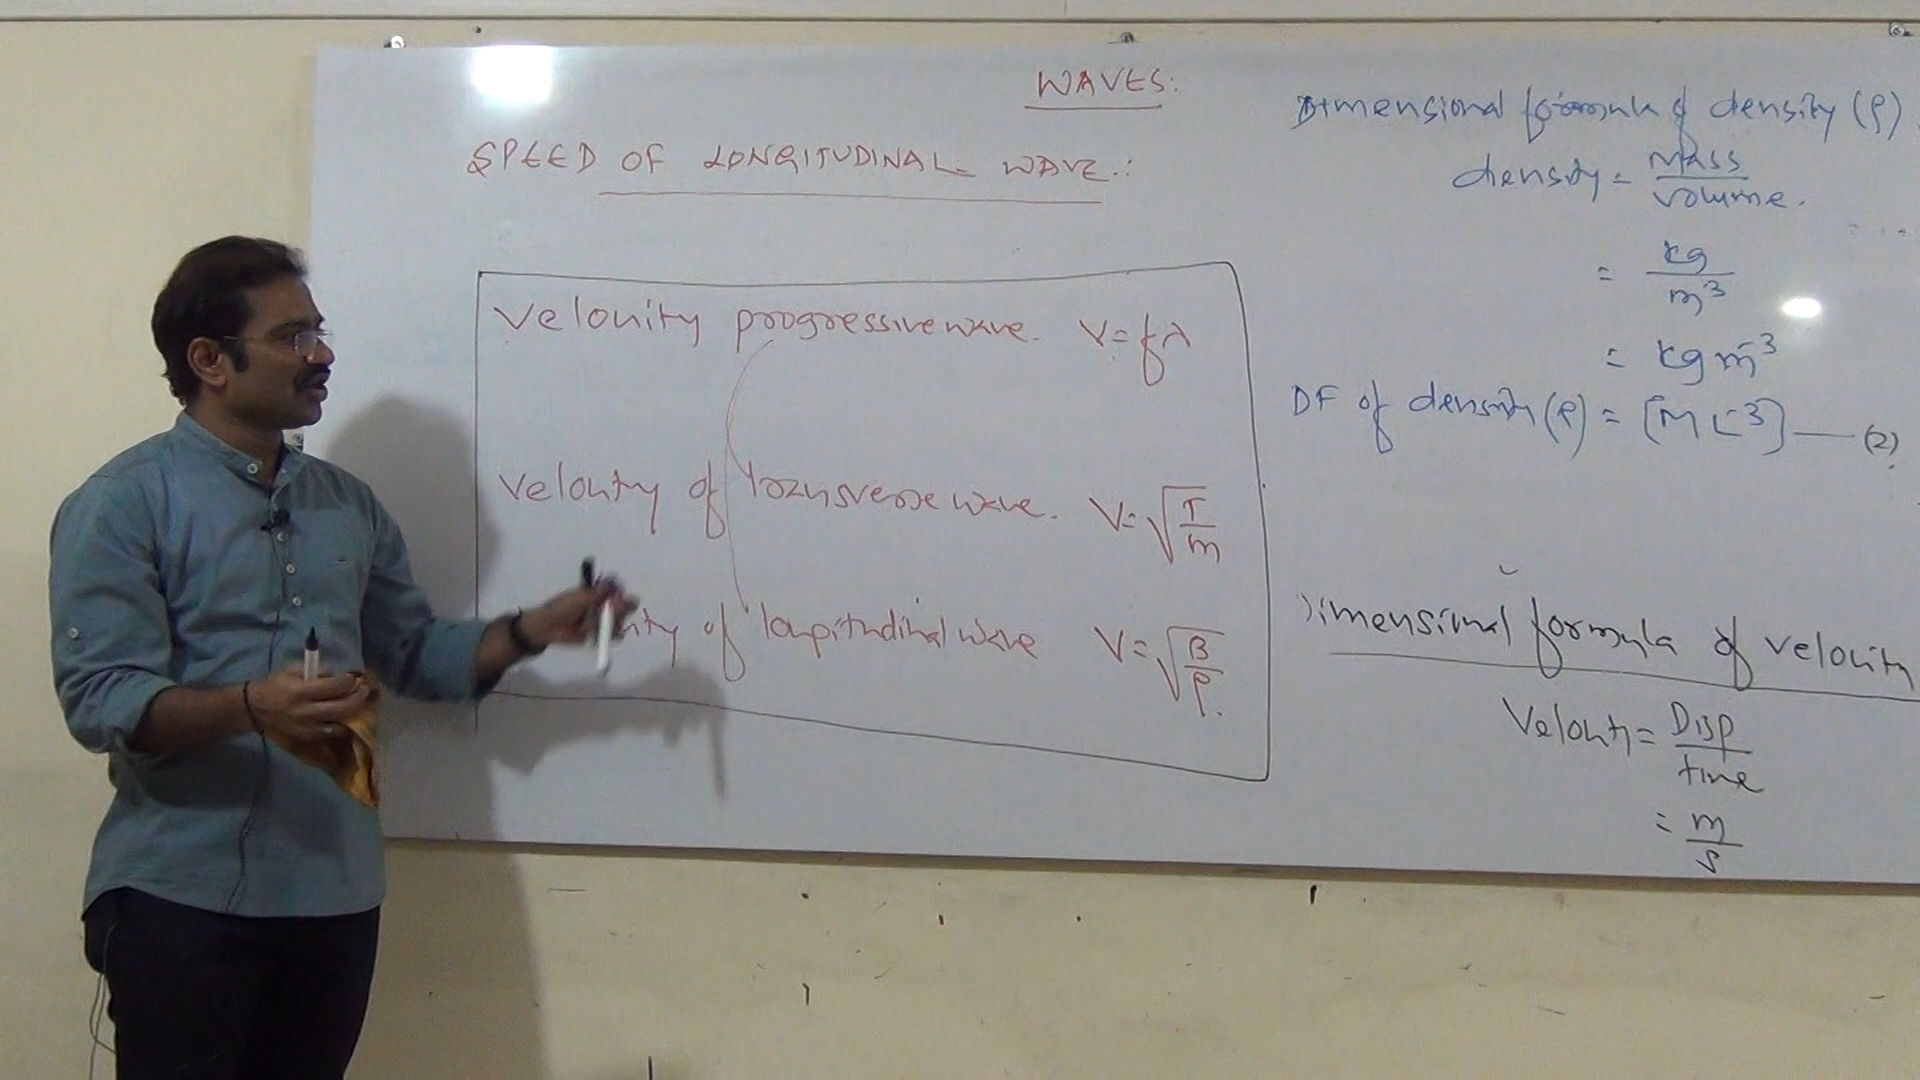 WAVES:
SPEED OF LONGITUDINAL WAVE:
Velocity progressive wave. V = fλ
Velocity of transverse wave. V = √(T/m)
of longitudinal wave V = √(B/ρ).
Dimensional formula of density (ρ)
density = Mass/volume.
= kg/m³
= kg m⁻³
DF of density (ρ) = [M L⁻³] — (2)
Dimensional formula of velocity
Velocity = Disp/time
= m/s